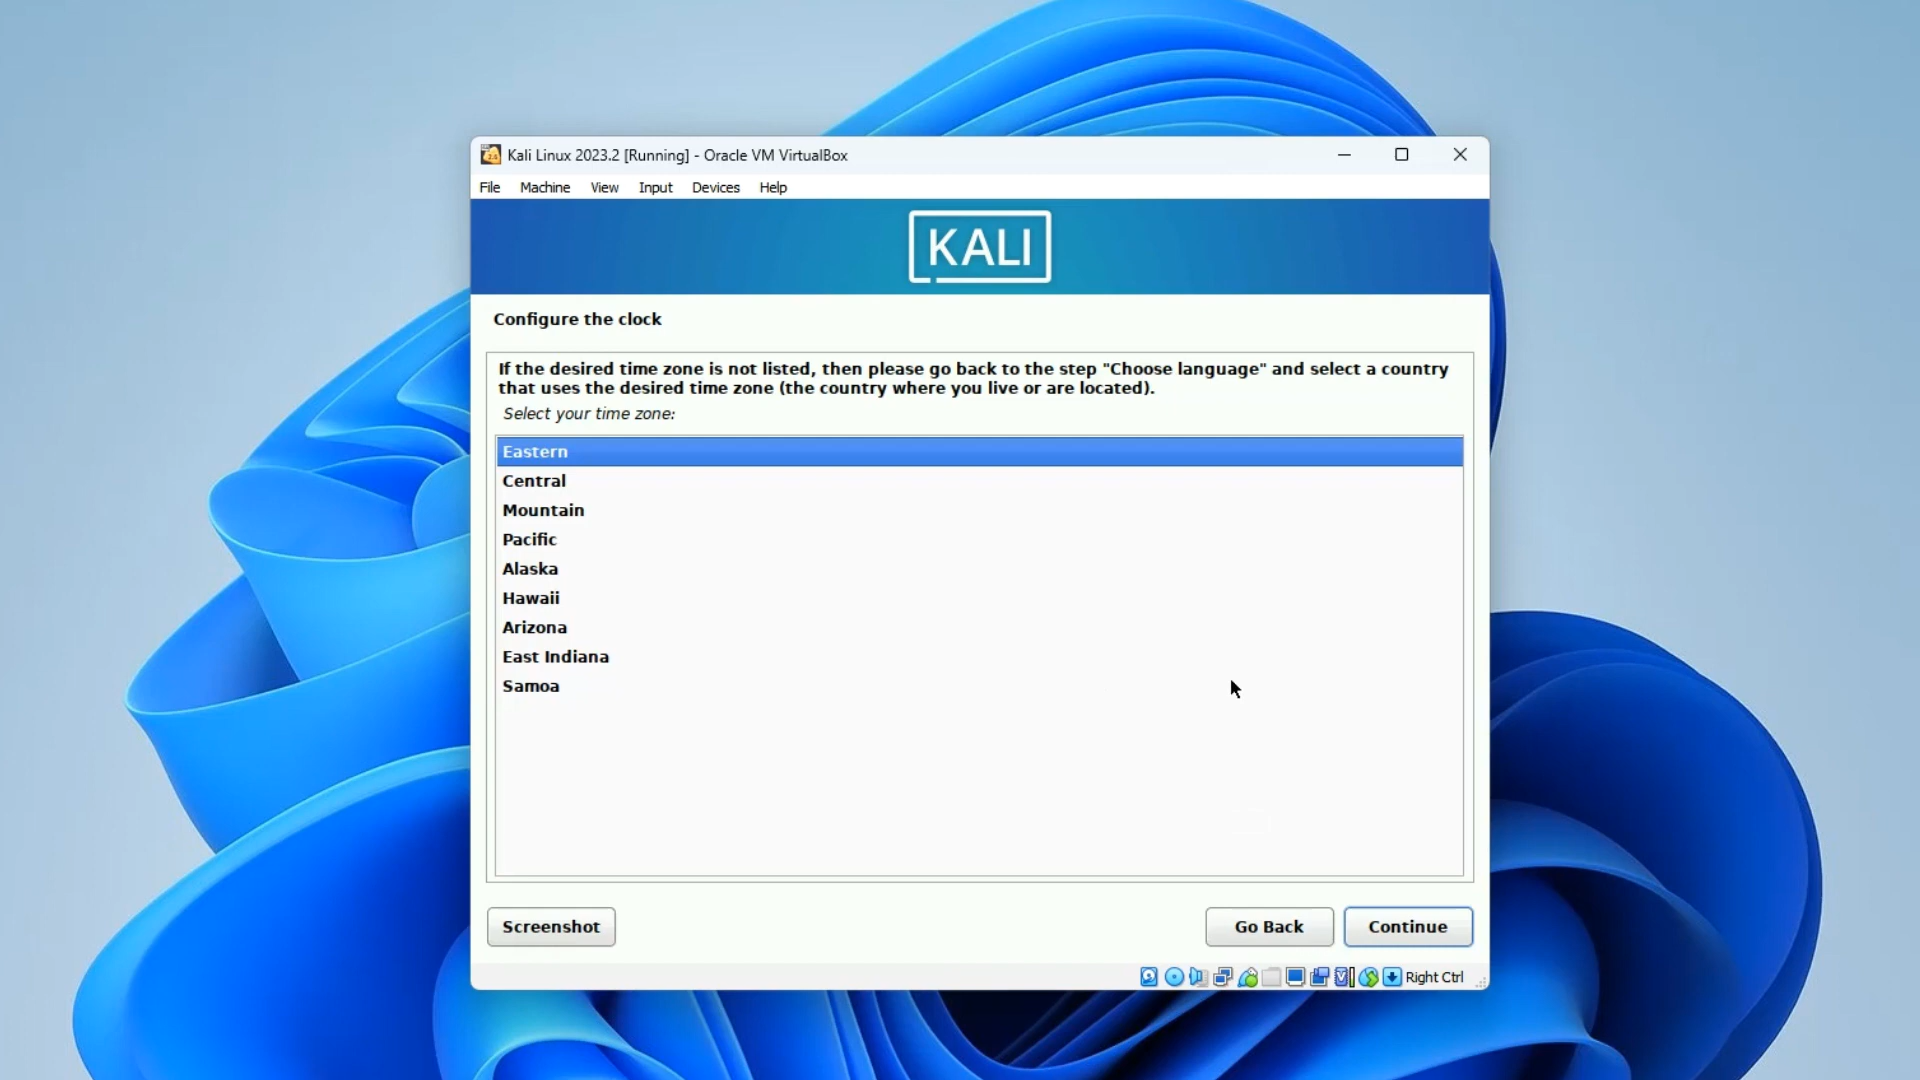 Kali Linux 2023.2 [Running] - Oracle VM VirtualBox
File Machine View Input Devices Help
KALI
Configure the clock
If the desired time zone is not listed, then please go back to the step "Choose language" and select a country
that uses the desired time zone (the country where you live or are located).
Select your time zone:
Eastern
Central
Mountain
Pacific
Alaska
Hawaii
Arizona
East Indiana
Samoa
Screenshot Go Back Continue
Right Ctrl